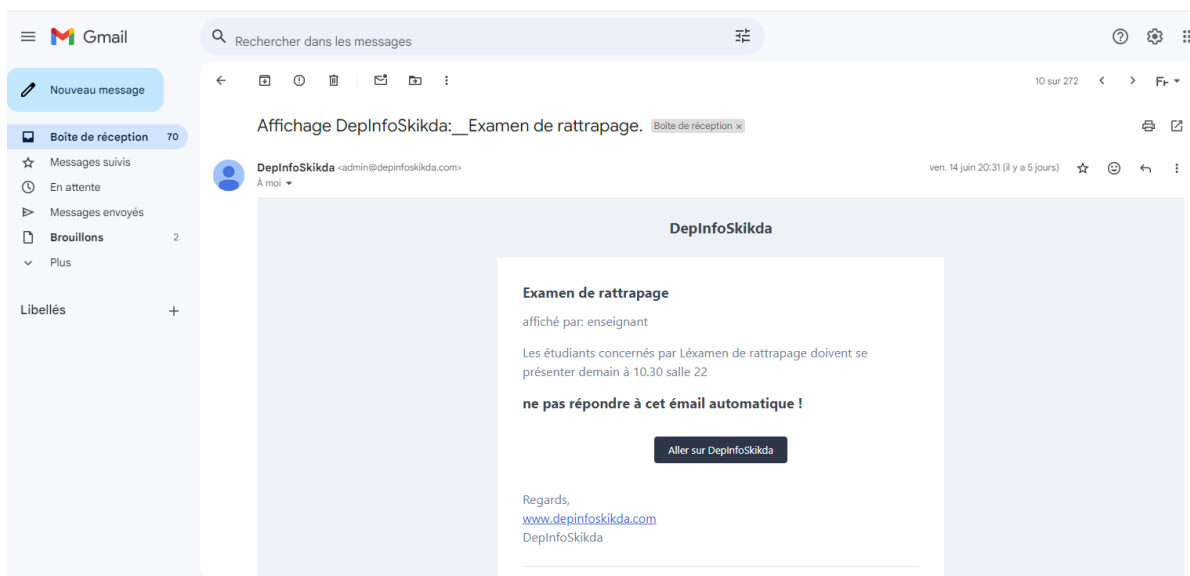 Gmail
Rechercher dans les messages
Nouveau message
10 sur 272
Boîte de réception 70
Messages suivis
En attente
Messages envoyés
Brouillons 2
Plus
Libellés
Affichage DepInfoSkikda:__Examen de rattrapage. Boîte de réception ×
DepInfoSkikda <admin@depinfoskikda.com> ven. 14 juin 20:31 (il y a 5 jours)
À moi
DepInfoSkikda
Examen de rattrapage
affiché par: enseignant
Les étudiants concernés par Léxamen de rattrapage doivent se
présenter demain à 10.30 salle 22
ne pas répondre à cet émail automatique !
Aller sur DepInfoSkikda
Regards,
www.depinfoskikda.com
DepInfoSkikda